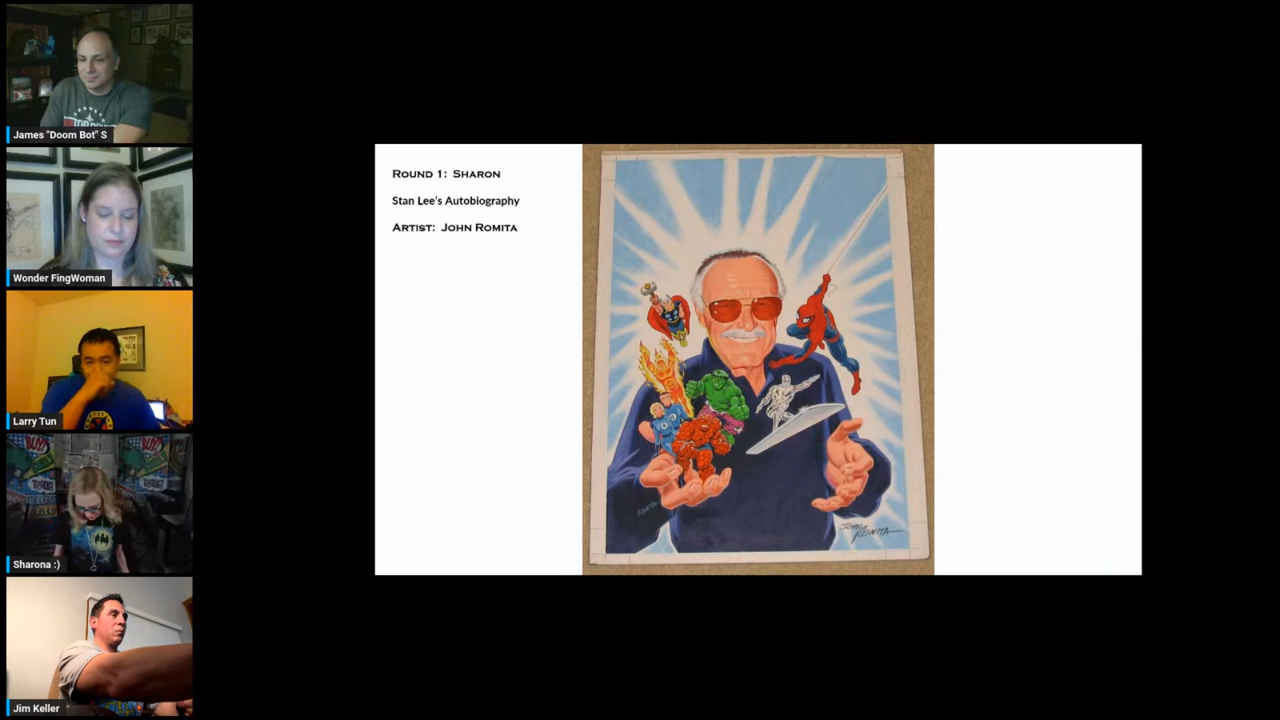 James "Doom Bot" S
Wonder FingWoman
Larry Tun
Sharona :)
Jim Keller
Round 1: Sharon
Stan Lee's Autobiography
Artist: John Romita
ROMITA
JOHN
ROMITA